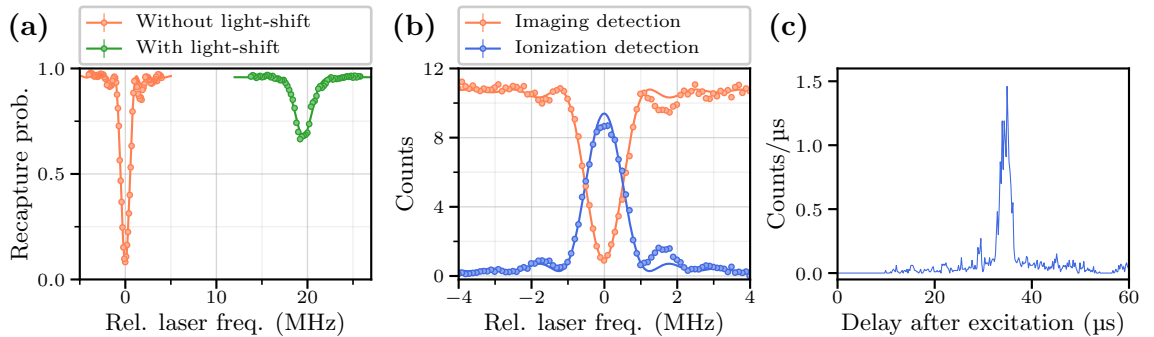 (a)
Without light-shift
With light-shift
Recapture prob.
1.0
0.5
0.0
0
10
20
Rel. laser freq. (MHz)
(b)
Imaging detection
Ionization detection
Counts
12
6
0
−4
−2
0
2
4
Rel. laser freq. (MHz)
(c)
Counts/µs
1.5
1.0
0.5
0.0
0
20
40
60
Delay after excitation (µs)